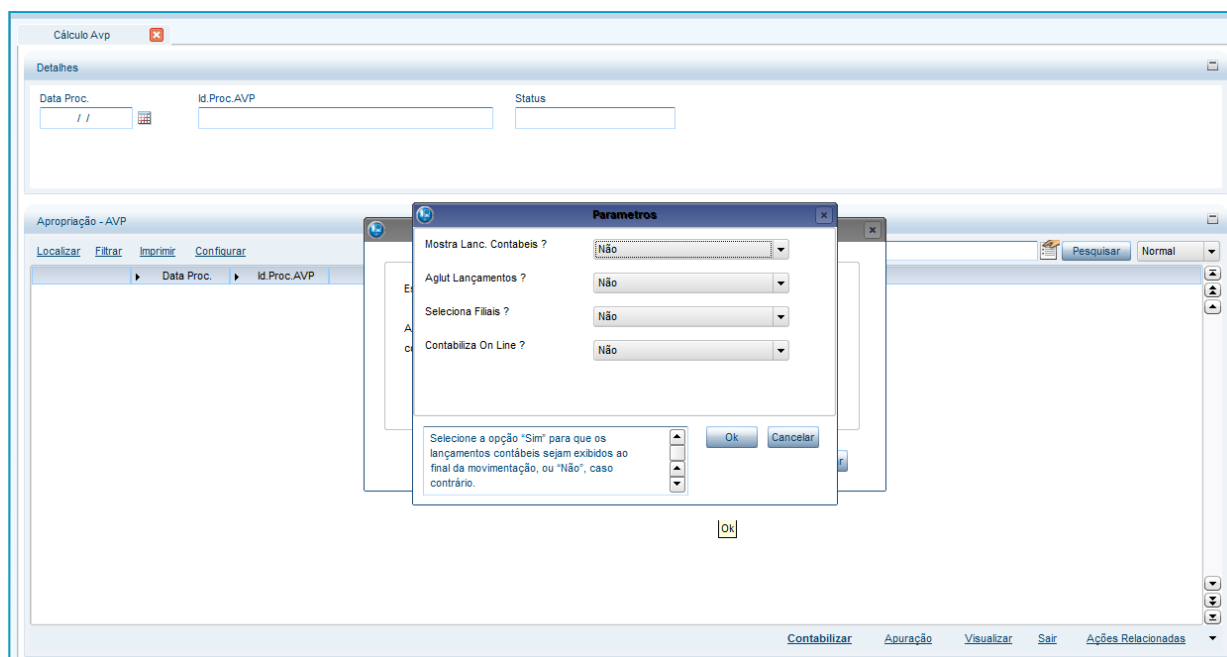 Cálculo Avp
Detalhes
Data Proc.
Id.Proc.AVP
Status
/ /
Apropriação - AVP
Parametros
Localizar Filtrar Imprimir Configurar
Pesquisar Normal
Data Proc. Id.Proc.AVP
Mostra Lanc. Contabeis ? Não
Aglut Lançamentos ? Não
Seleciona Filiais ? Não
Contabiliza On Line ? Não
Selecione a opção “Sim” para que os
lançamentos contábeis sejam exibidos ao
final da movimentação, ou “Não”, caso
contrário.
Ok Cancelar
Ok
Contabilizar Apuração Visualizar Sair Ações Relacionadas